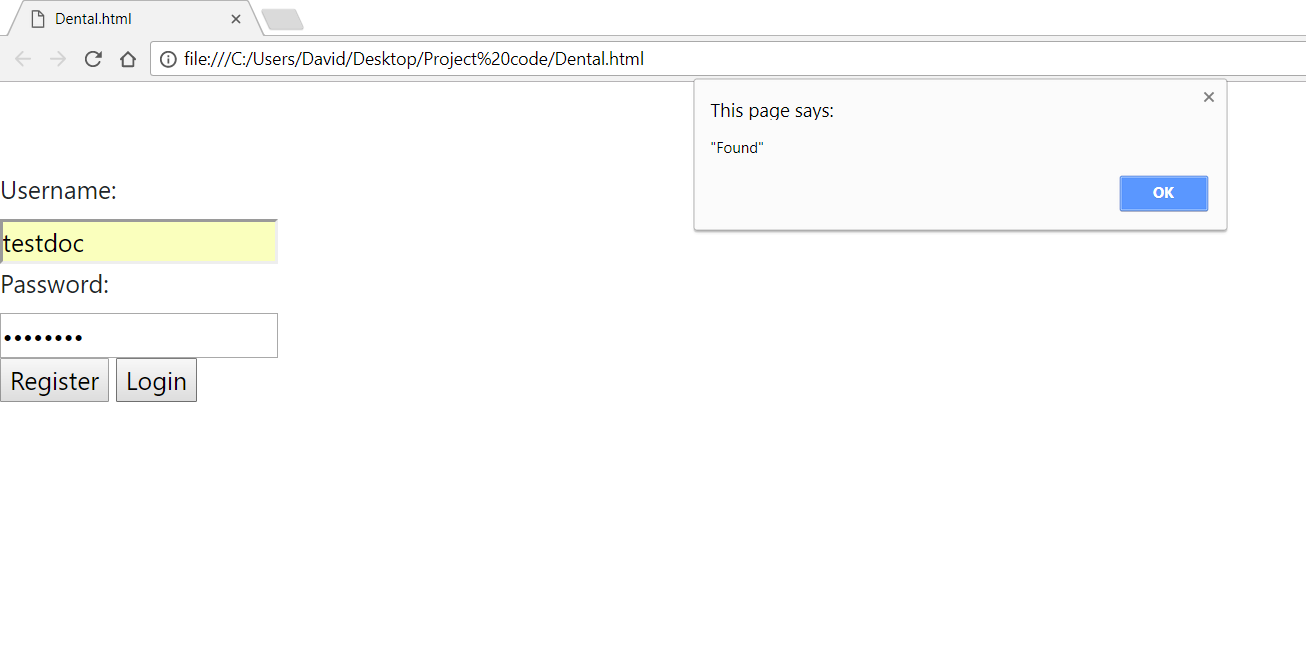 Dental.html
file:///C:/Users/David/Desktop/Project%20code/Dental.html
This page says:
"Found"
OK
Username:
testdoc
Password:
••••••••
Register Login